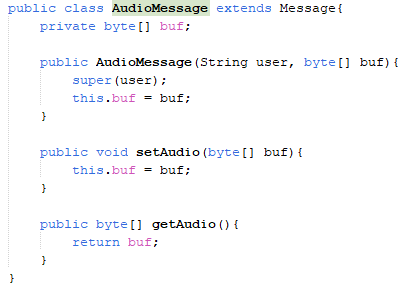 public class AudioMessage extends Message{
    private byte[] buf;

    public AudioMessage(String user, byte[] buf){
        super(user);
        this.buf = buf;
    }

    public void setAudio(byte[] buf){
        this.buf = buf;
    }

    public byte[] getAudio(){
        return buf;
    }
}